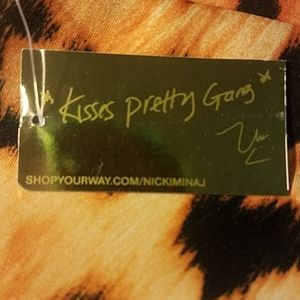 *Kisses Pretty Gang*
SHOPYOURWAY.COM/NICKIMINAJ